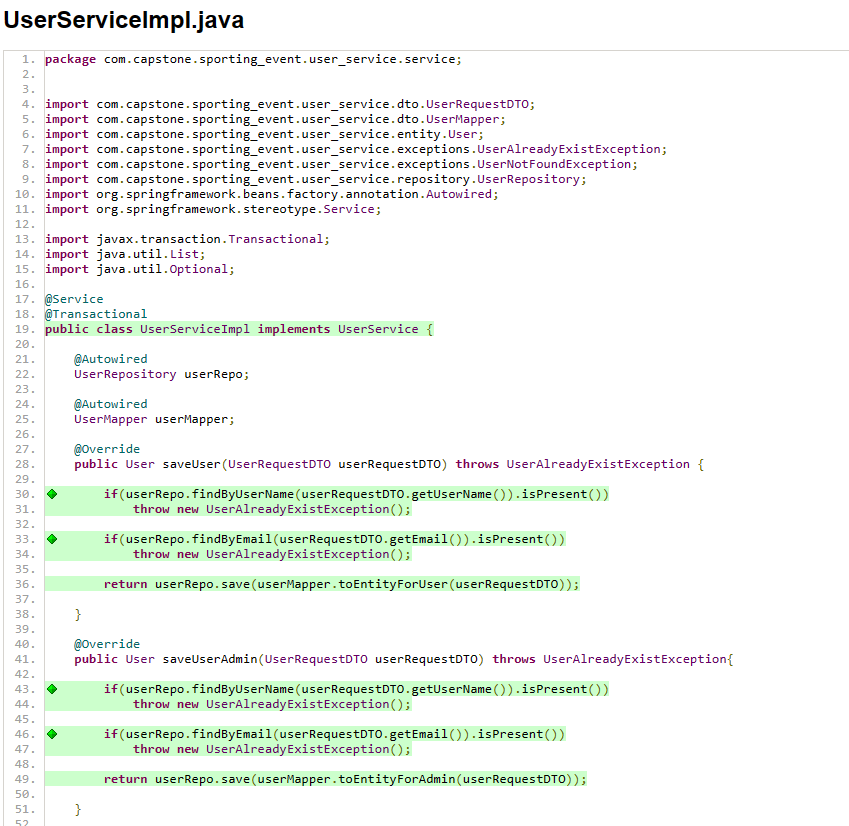 UserServiceImpl.java
1. package com.capstone.sporting_event.user_service.service;
2.
3.
4. import com.capstone.sporting_event.user_service.dto.UserRequestDTO;
5. import com.capstone.sporting_event.user_service.dto.UserMapper;
6. import com.capstone.sporting_event.user_service.entity.User;
7. import com.capstone.sporting_event.user_service.exceptions.UserAlreadyExistException;
8. import com.capstone.sporting_event.user_service.exceptions.UserNotFoundException;
9. import com.capstone.sporting_event.user_service.repository.UserRepository;
10. import org.springframework.beans.factory.annotation.Autowired;
11. import org.springframework.stereotype.Service;
12.
13. import javax.transaction.Transactional;
14. import java.util.List;
15. import java.util.Optional;
16.
17. @Service
18. @Transactional
19. public class UserServiceImpl implements UserService {
20.
21.     @Autowired
22.     UserRepository userRepo;
23.
24.     @Autowired
25.     UserMapper userMapper;
26.
27.     @Override
28.     public User saveUser(UserRequestDTO userRequestDTO) throws UserAlreadyExistException {
29.
30.         if(userRepo.findByUserName(userRequestDTO.getUserName()).isPresent())
31.             throw new UserAlreadyExistException();
32.
33.         if(userRepo.findByEmail(userRequestDTO.getEmail()).isPresent())
34.             throw new UserAlreadyExistException();
35.
36.         return userRepo.save(userMapper.toEntityForUser(userRequestDTO));
37.
38.     }
39.
40.     @Override
41.     public User saveUserAdmin(UserRequestDTO userRequestDTO) throws UserAlreadyExistException{
42.
43.         if(userRepo.findByUserName(userRequestDTO.getUserName()).isPresent())
44.             throw new UserAlreadyExistException();
45.
46.         if(userRepo.findByEmail(userRequestDTO.getEmail()).isPresent())
47.             throw new UserAlreadyExistException();
48.
49.         return userRepo.save(userMapper.toEntityForAdmin(userRequestDTO));
50.
51.     }
52.